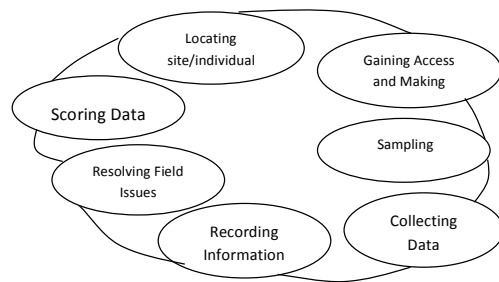 Locating
site/individual
Gaining Access
and Making
Sampling
Collecting
Data
Recording
Information
Resolving Field
Issues
Scoring Data